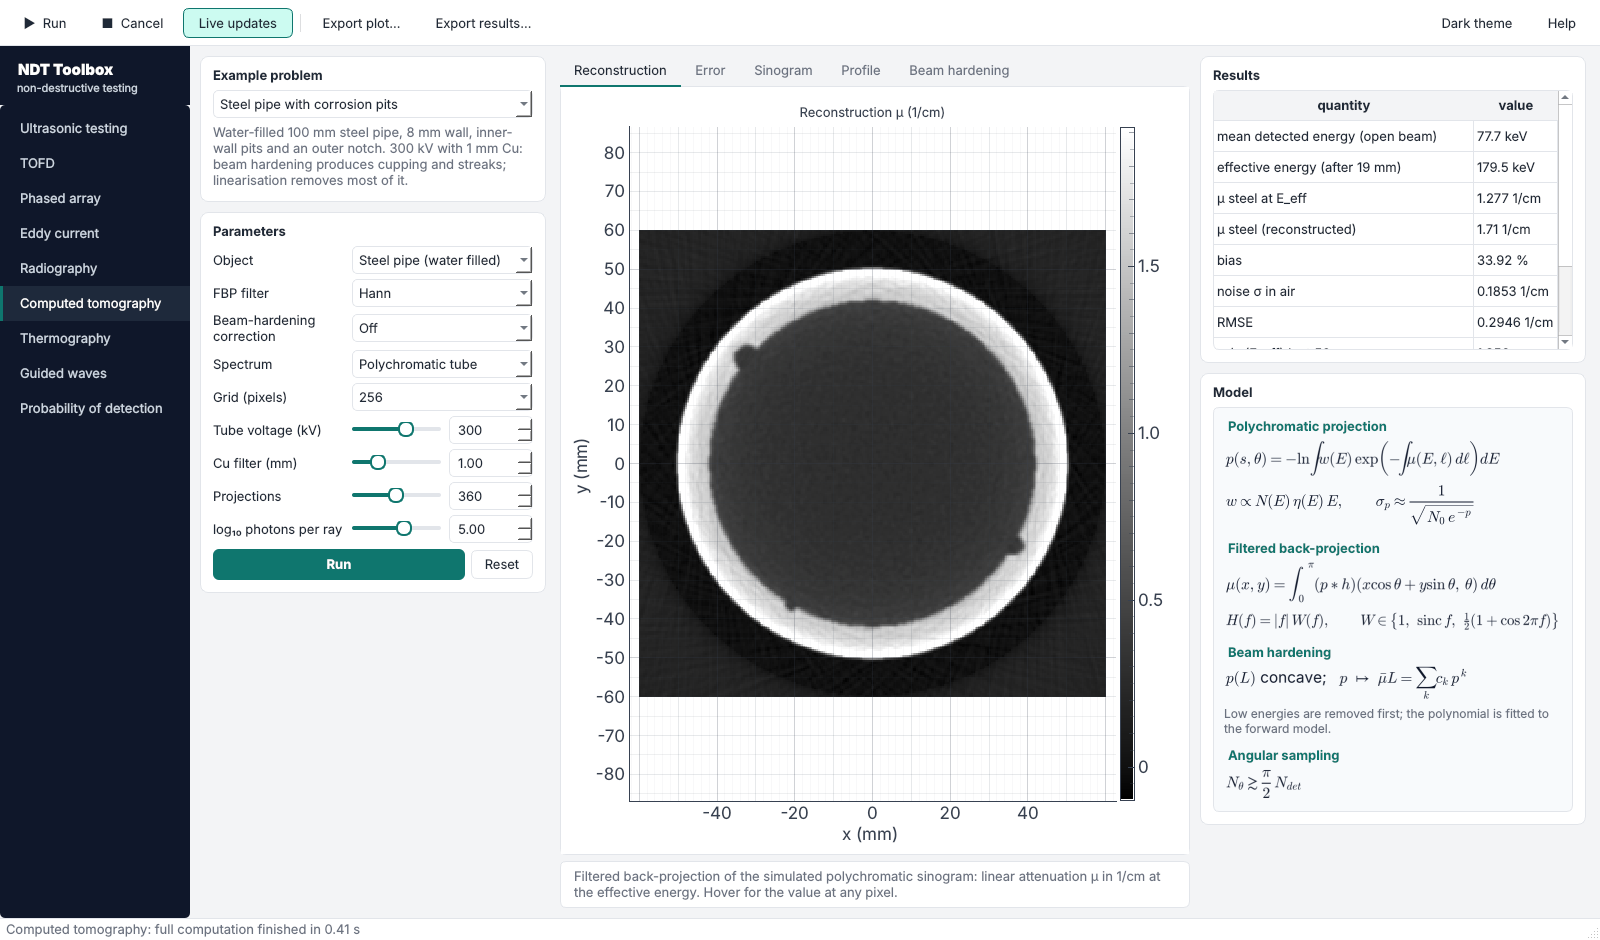 Run
Cancel
Live updates
Export plot...
Export results...
Dark theme
Help
NDT Toolbox
non-destructive testing
Ultrasonic testing
TOFD
Phased array
Eddy current
Radiography
Computed tomography
Thermography
Guided waves
Probability of detection
Example problem
Steel pipe with corrosion pits
Water-filled 100 mm steel pipe, 8 mm wall, inner-
wall pits and an outer notch. 300 kV with 1 mm Cu:
beam hardening produces cupping and streaks;
linearisation removes most of it.
Parameters
Object
Steel pipe (water filled)
FBP filter
Hann
Beam-hardening
correction
Off
Spectrum
Polychromatic tube
Grid (pixels)
256
Tube voltage (kV)
300
Cu filter (mm)
1.00
Projections
360
log₁₀ photons per ray
5.00
Run
Reset
Reconstruction
Error
Sinogram
Profile
Beam hardening
Reconstruction μ (1/cm)
80
70
60
50
40
30
20
10
0
-10
-20
-30
-40
-50
-60
-70
-80
y (mm)
-40
-20
0
20
40
x (mm)
1.5
1.0
0.5
0
Filtered back-projection of the simulated polychromatic sinogram: linear attenuation μ in 1/cm at
the effective energy. Hover for the value at any pixel.
Results
quantity value
mean detected energy (open beam) 77.7 keV
effective energy (after 19 mm) 179.5 keV
μ steel at E_eff 1.277 1/cm
μ steel (reconstructed) 1.71 1/cm
bias 33.92 %
noise σ in air 0.1853 1/cm
RMSE 0.2946 1/cm
Model
Polychromatic projection
p(s, θ) = −ln ∫ w(E) exp(−∫ μ(E, ℓ) dℓ) dE
w ∝ N(E) η(E) E, σ_p ≈ 1 / √(N₀ e^(−p))
Filtered back-projection
μ(x, y) = ∫₀^π (p ∗ h)(x cos θ + y sin θ, θ) dθ
H(f) = |f| W(f), W ∈ {1, sinc f, ½(1 + cos 2πf)}
Beam hardening
p(L) concave; p ↦ μ̄L = ∑_k c_k p^k
Low energies are removed first; the polynomial is fitted to
the forward model.
Angular sampling
N_θ ≳ π/2 N_det
Computed tomography: full computation finished in 0.41 s